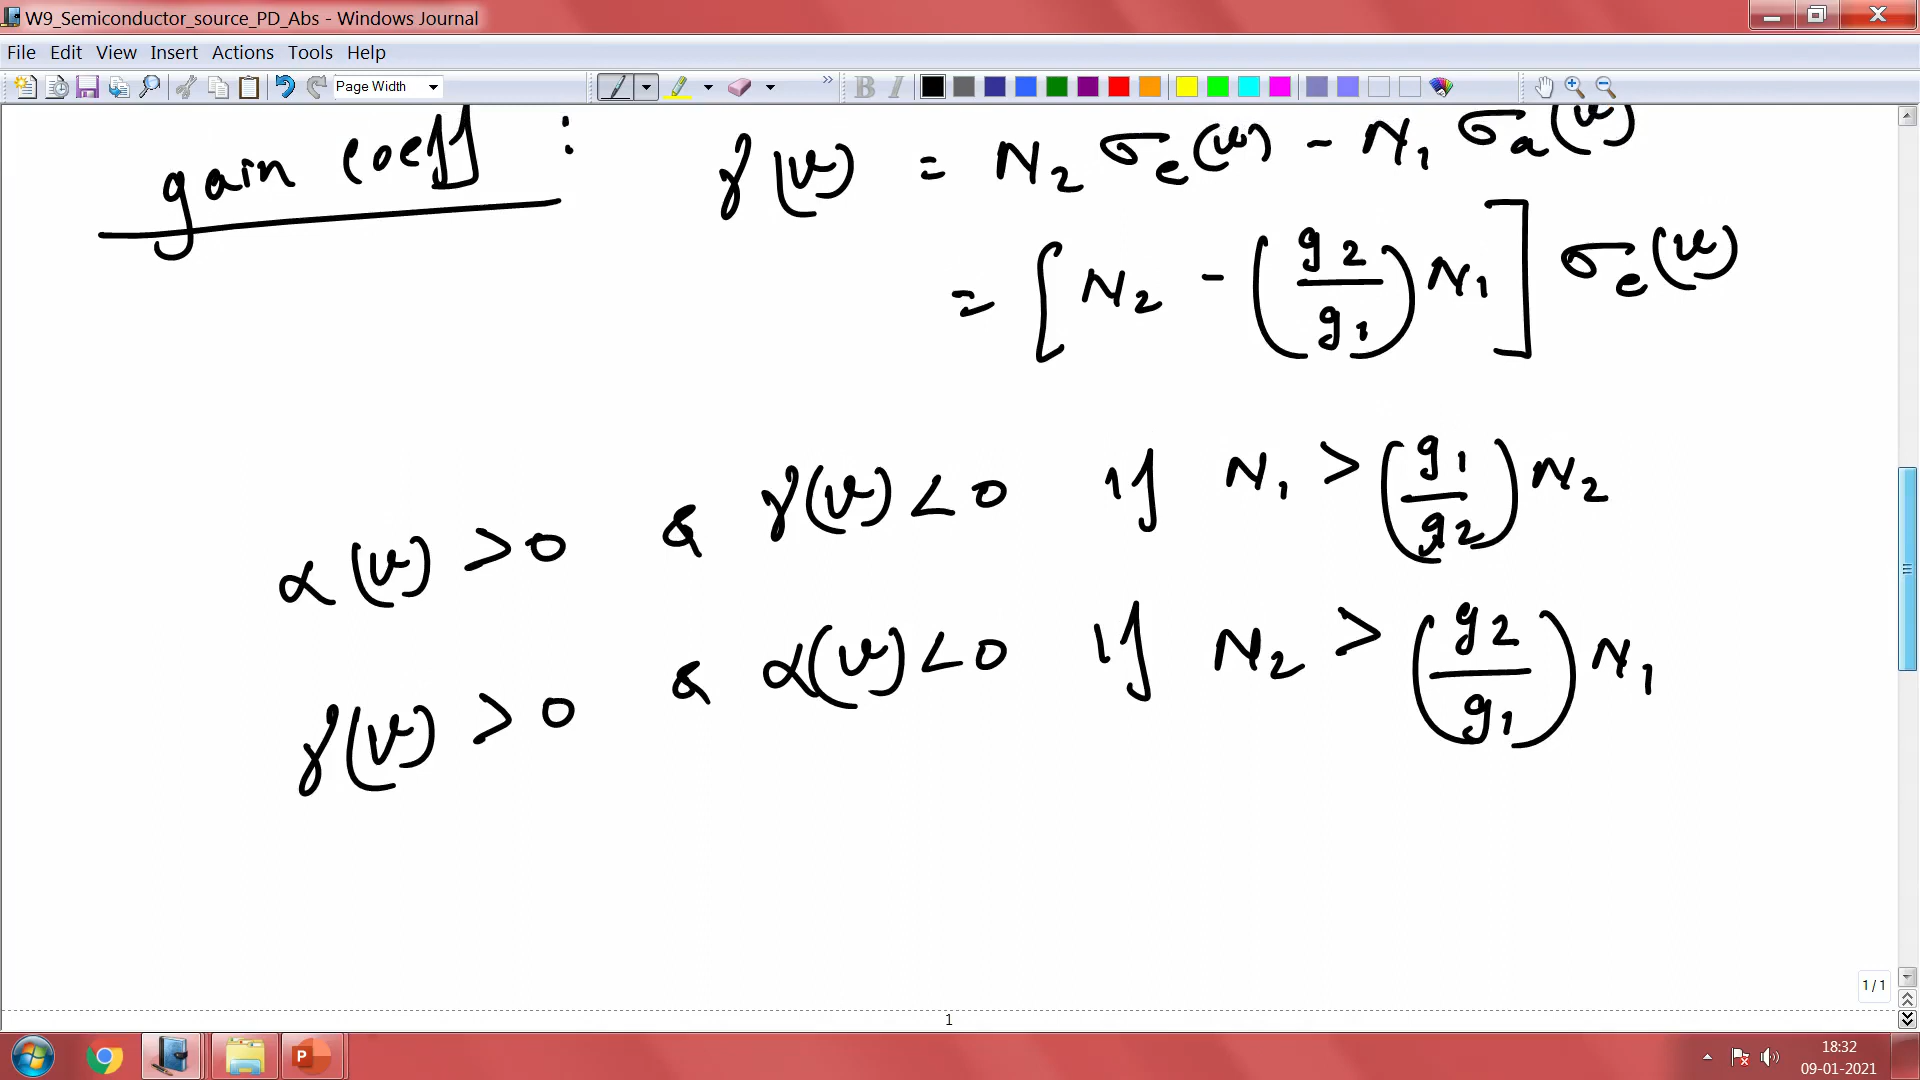 W9_Semiconductor_source_PD_Abs - Windows Journal
File Edit View Insert Actions Tools Help
Page Width
B I
gain coeff : γ(ν) = N₂ σₑ(ν) - N₁ σₐ(ν)
= [N₂ - (g₂/g₁) N₁] σₑ(ν)
α(ν) > 0 & γ(ν) < 0 if N₁ > (g₁/g₂) N₂
γ(ν) > 0 & α(ν) < 0 if N₂ > (g₂/g₁) N₁
1 / 1
1
18:32
09-01-2021